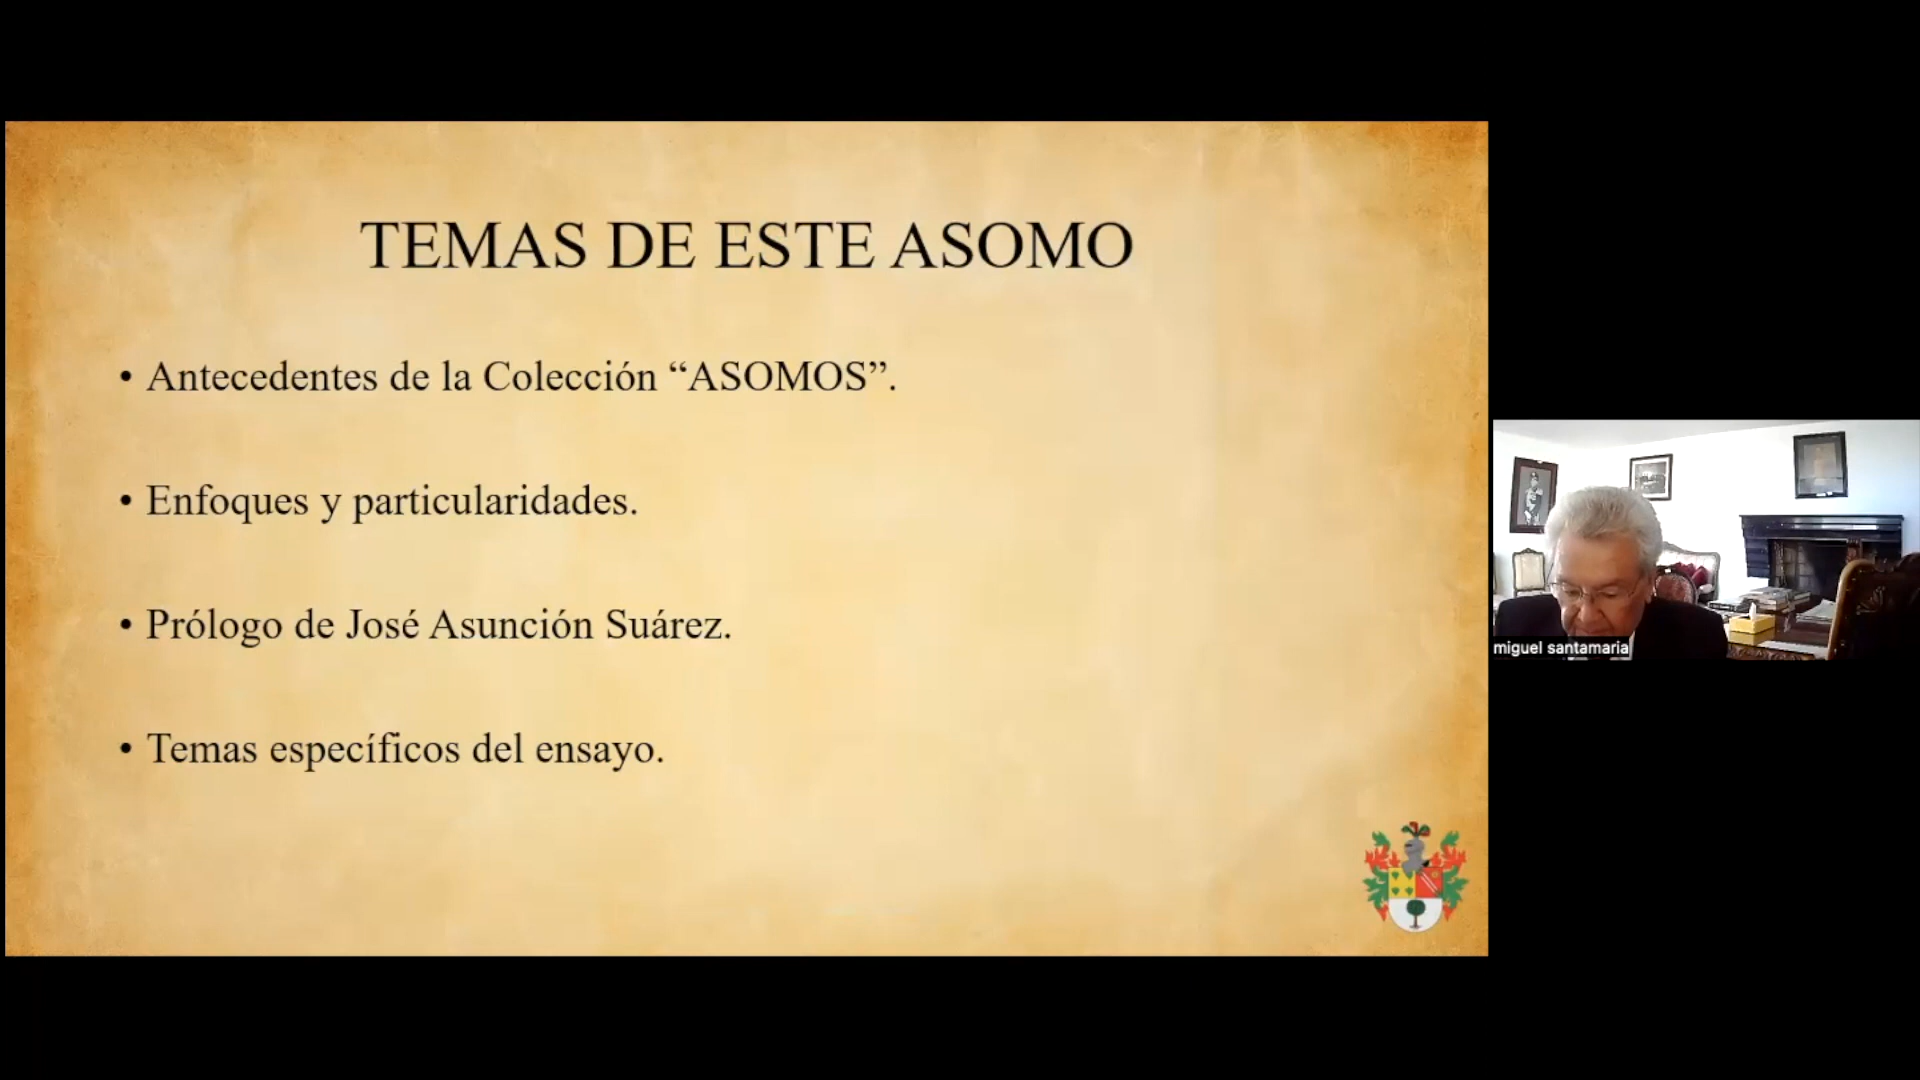 TEMAS DE ESTE ASOMO
• Antecedentes de la Colección “ASOMOS”.
• Enfoques y particularidades.
• Prólogo de José Asunción Suárez.
• Temas específicos del ensayo.
miguel santamaria